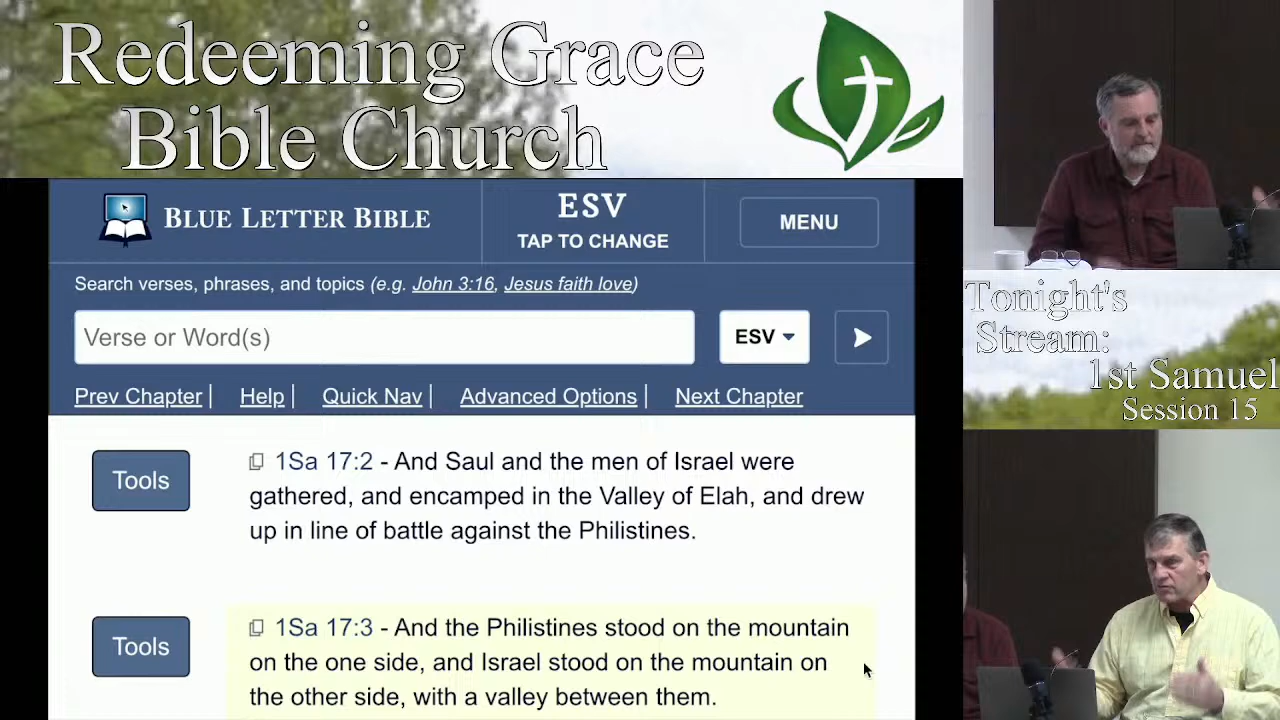 Redeeming Grace
Bible Church
BLUE LETTER BIBLE
ESV
TAP TO CHANGE
MENU
Search verses, phrases, and topics (e.g. John 3:16, Jesus faith love)
Verse or Word(s)
ESV
Prev Chapter | Help | Quick Nav | Advanced Options | Next Chapter
Tools
1Sa 17:2 - And Saul and the men of Israel were
gathered, and encamped in the Valley of Elah, and drew
up in line of battle against the Philistines.
Tools
1Sa 17:3 - And the Philistines stood on the mountain
on the one side, and Israel stood on the mountain on
the other side, with a valley between them.
Tonight's
Stream:
1st Samuel
Session 15